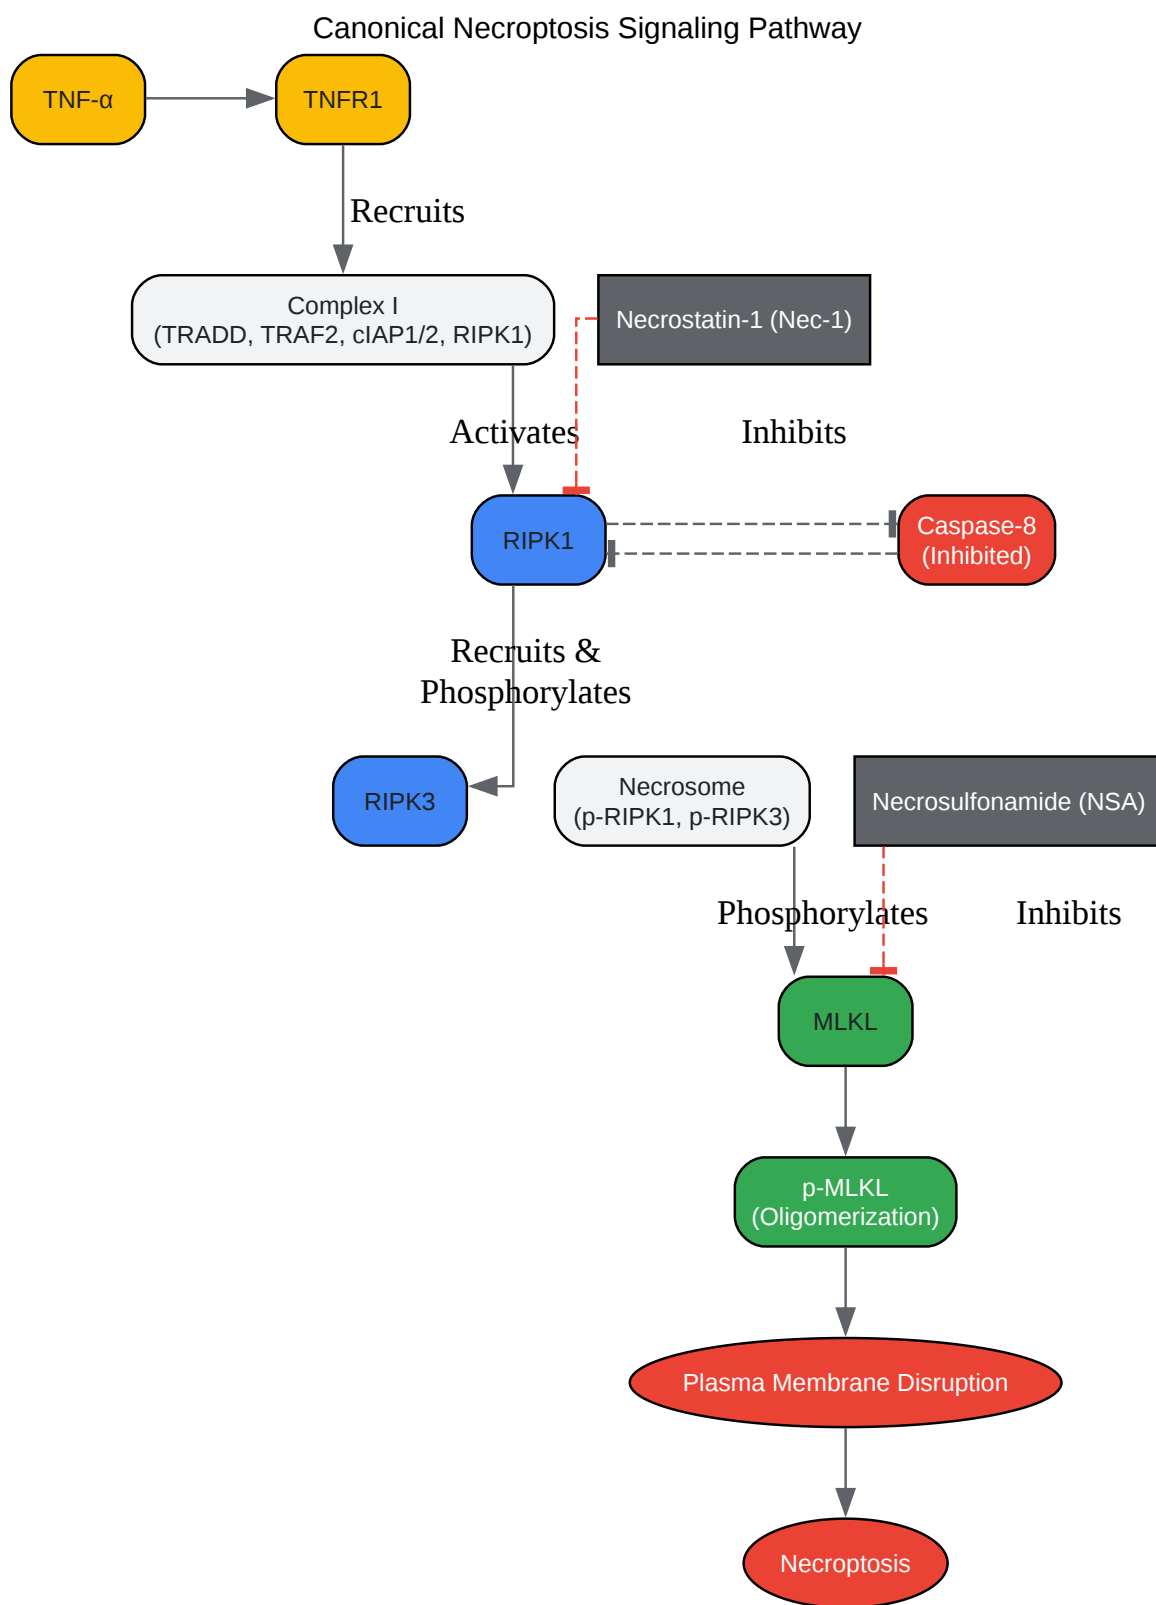 Canonical Necroptosis Signaling Pathway
TNF-α
TNFR1
Recruits
Complex I
(TRADD, TRAF2, cIAP1/2, RIPK1)
Necrostatin-1 (Nec-1)
Activates
Inhibits
RIPK1
Caspase-8
(Inhibited)
Recruits &
Phosphorylates
RIPK3
Necrosome
(p-RIPK1, p-RIPK3)
Necrosulfonamide (NSA)
Phosphorylates
Inhibits
MLKL
p-MLKL
(Oligomerization)
Plasma Membrane Disruption
Necroptosis